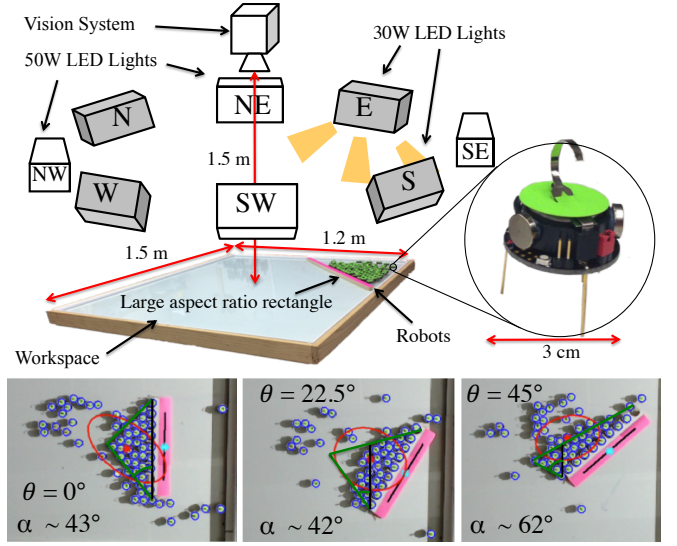 Vision System
50W LED Lights
30W LED Lights
NE
E
N
1.5 m
SE
NW
W
S
SW
1.5 m
1.2 m
Large aspect ratio rectangle
Robots
Workspace
3 cm
θ = 0°
α ~ 43°
θ = 22.5°
α ~ 42°
θ = 45°
α ~ 62°